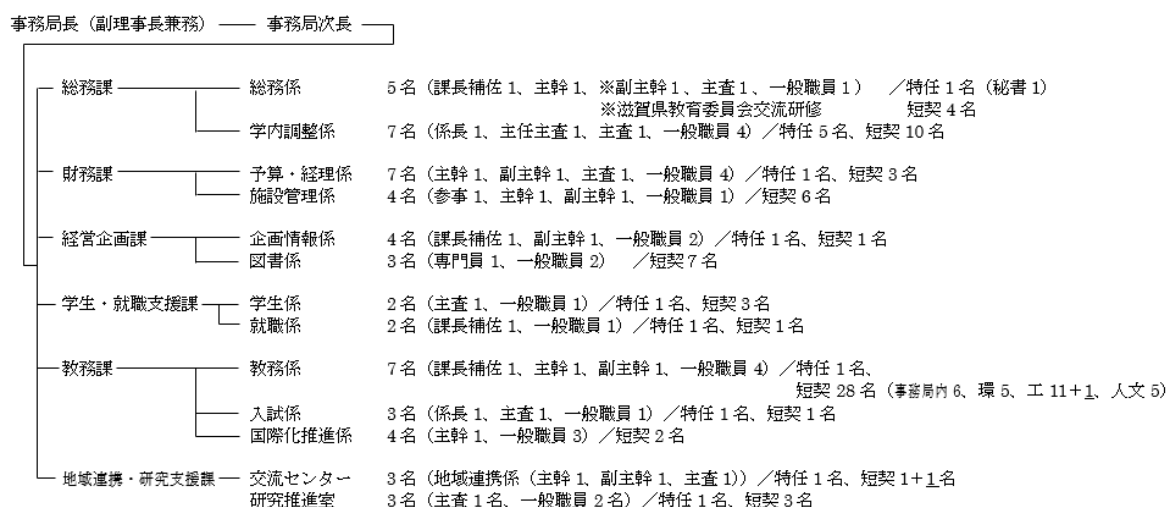 事務局長（副理事長兼務） 事務局次長
総務課 総務係 5名（課長補佐1、主幹1、※副主幹1、主査1、一般職員1） ／特任1名（秘書1）
※滋賀県教育委員会交流研修 短契4名
学内調整係 7名（係長1、主任主査1、主査1、一般職員4）／特任5名、短契10名
財務課 予算・経理係 7名（主幹1、副主幹1、主査1、一般職員4）／特任1名、短契3名
施設管理係 4名（参事1、主幹1、副主幹1、一般職員1）／短契6名
経営企画課 企画情報係 4名（課長補佐1、副主幹1、一般職員2）／特任1名、短契1名
図書係 3名（専門員1、一般職員2） ／短契7名
学生・就職支援課 学生係 2名（主査1、一般職員1）／特任1名、短契3名
就職係 2名（課長補佐1、一般職員1）／特任1名、短契1名
教務課 教務係 7名（課長補佐1、主幹1、副主幹1、一般職員4）／特任1名、
短契28名（事務局内6、環5、工11+1、人文5）
入試係 3名（係長1、主査1、一般職員1）／特任1名、短契1名
国際化推進係 4名（主幹1、一般職員3）／短契2名
地域連携・研究支援課 交流センター 3名（地域連携係（主幹1、副主幹1、主査1））／特任1名、短契1+1名
研究推進室 3名（主査1名、一般職員2名）／特任1名、短契3名